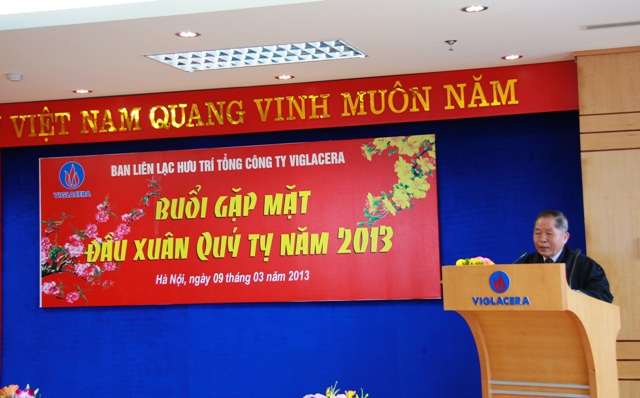 VIỆT NAM QUANG VINH MUÔN NĂM
BAN LIÊN LẠC HƯU TRÍ TỔNG CÔNG TY VIGLACERA
VIGLACERA
BUỔI GẶP MẶT
ĐẦU XUÂN QUÝ TỴ NĂM 2013
Hà Nội, ngày 09 tháng 03 năm 2013
VIGLACERA